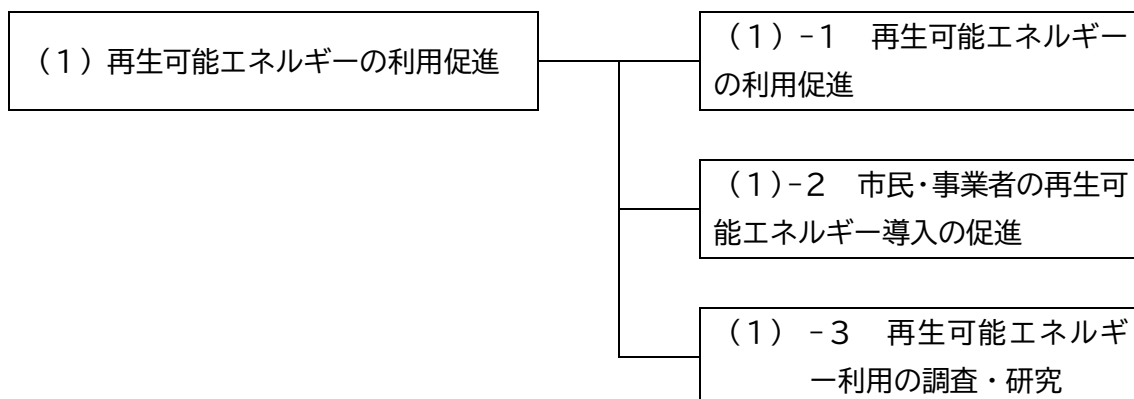 （１）再生可能エネルギーの利用促進
（１）-１　再生可能エネルギー
の利用促進
（１）-２　市民・事業者の再生可
能エネルギー導入の促進
（１） -３　再生可能エネルギ
ー利用の調査・研究